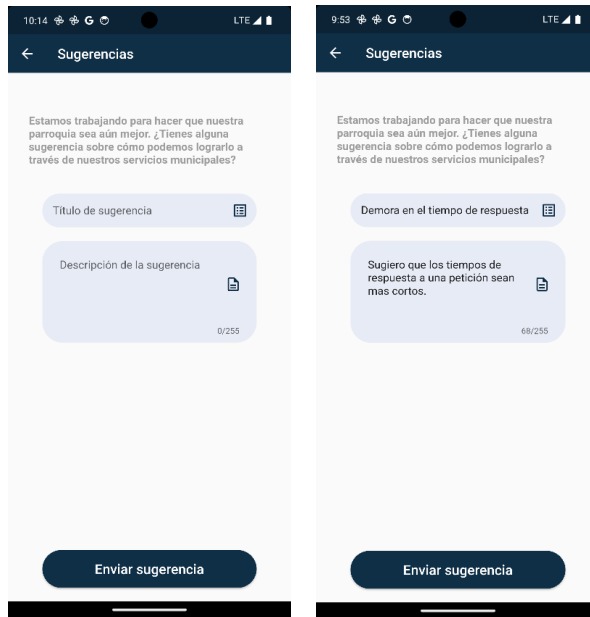 10:14 G LTE
Sugerencias
Estamos trabajando para hacer que nuestra
parroquia sea aún mejor. ¿Tienes alguna
sugerencia sobre cómo podemos lograrlo a
través de nuestros servicios municipales?
Título de sugerencia
Descripción de la sugerencia
0/255
Enviar sugerencia
9:53 G LTE
Sugerencias
Estamos trabajando para hacer que nuestra
parroquia sea aún mejor. ¿Tienes alguna
sugerencia sobre cómo podemos lograrlo a
través de nuestros servicios municipales?
Demora en el tiempo de respuesta
Sugiero que los tiempos de
respuesta a una petición sean
mas cortos.
68/255
Enviar sugerencia